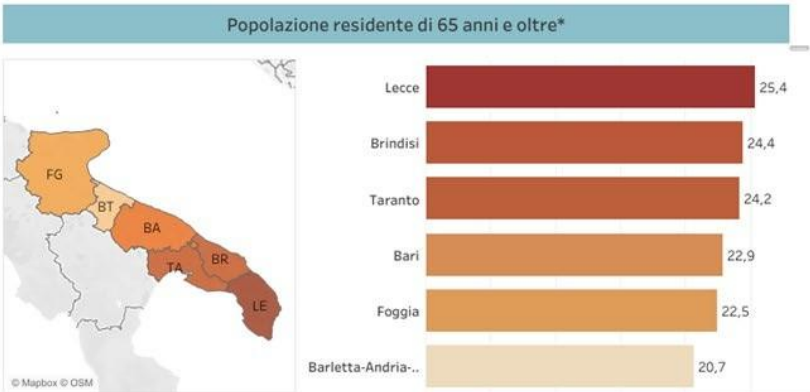 Popolazione residente di 65 anni e oltre*
FG
BT
BA
TA
BR
LE
© Mapbox © OSM
Lecce 25,4
Brindisi 24,4
Taranto 24,2
Bari 22,9
Foggia 22,5
Barletta-Andria-.. 20,7